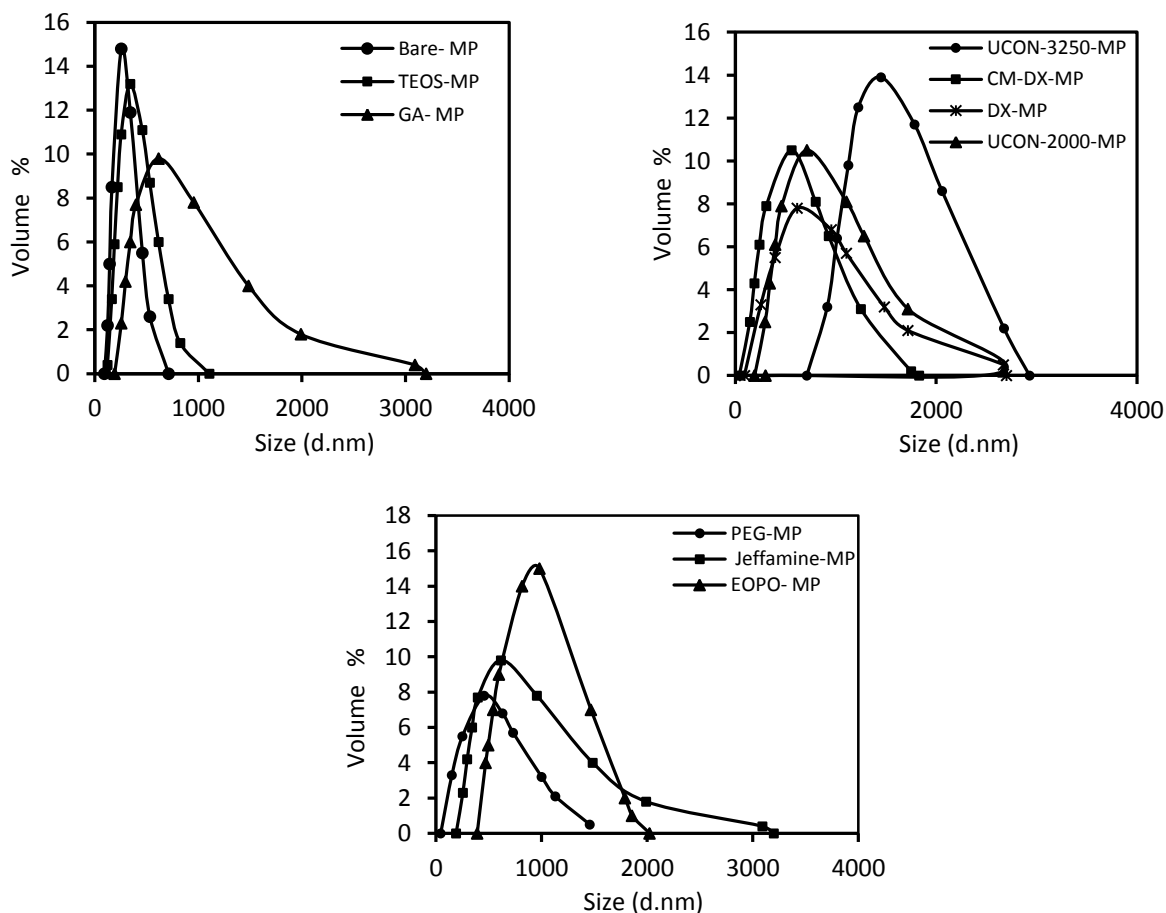 16
14
12
10
8
6
4
2
0
Volume %
Bare- MP
TEOS-MP
GA- MP
0 1000 2000 3000 4000
Size (d.nm)
16
14
12
10
8
6
4
2
0
Volume %
UCON-3250-MP
CM-DX-MP
DX-MP
UCON-2000-MP
0 2000 4000
Size (d.nm)
18
16
14
12
10
8
6
4
2
0
Volume %
PEG-MP
Jeffamine-MP
EOPO- MP
0 1000 2000 3000 4000
Size (d.nm)